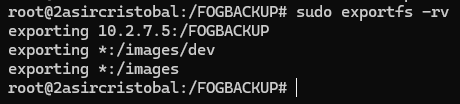 root@2asircristobal:/FOGBACKUP# sudo exportfs -rv
exporting 10.2.7.5:/FOGBACKUP
exporting *:/images/dev
exporting *:/images
root@2asircristobal:/FOGBACKUP#